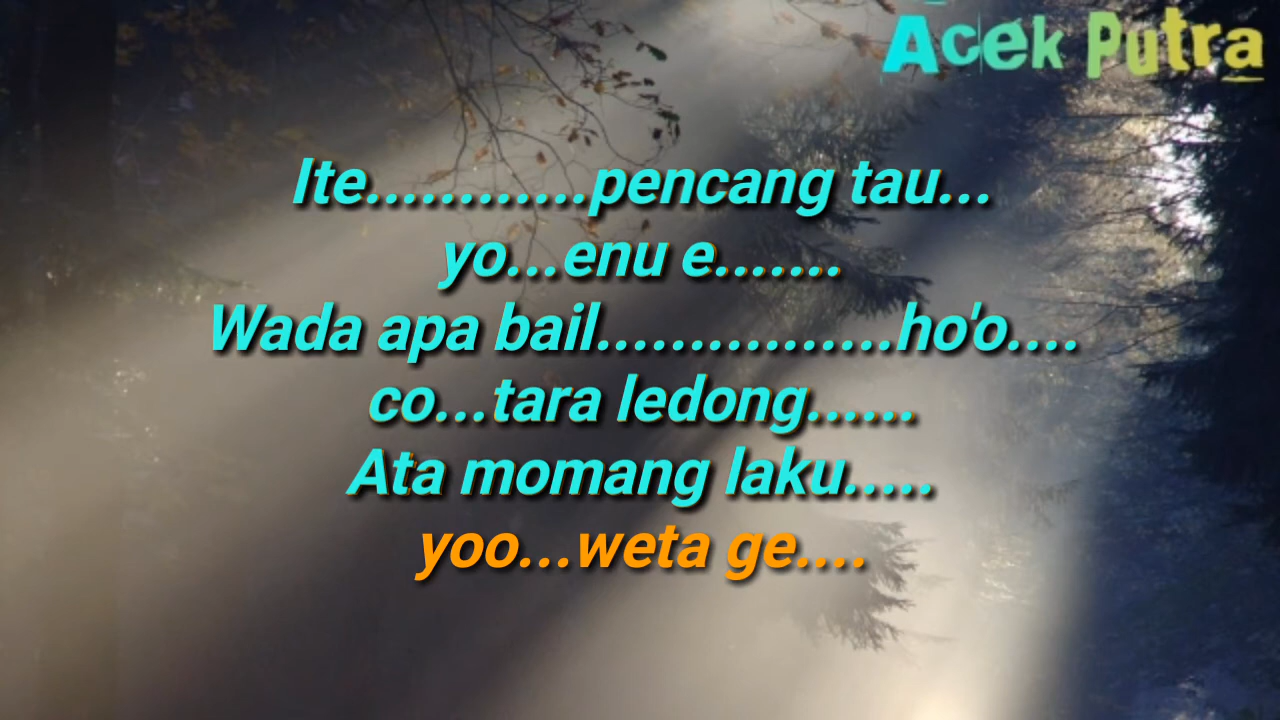 Acek Putra
Ite............pencang tau...
yo...enu e.......
Wada apa bail................ho'o....
co...tara ledong......
Ata momang laku.....
yoo...weta ge....